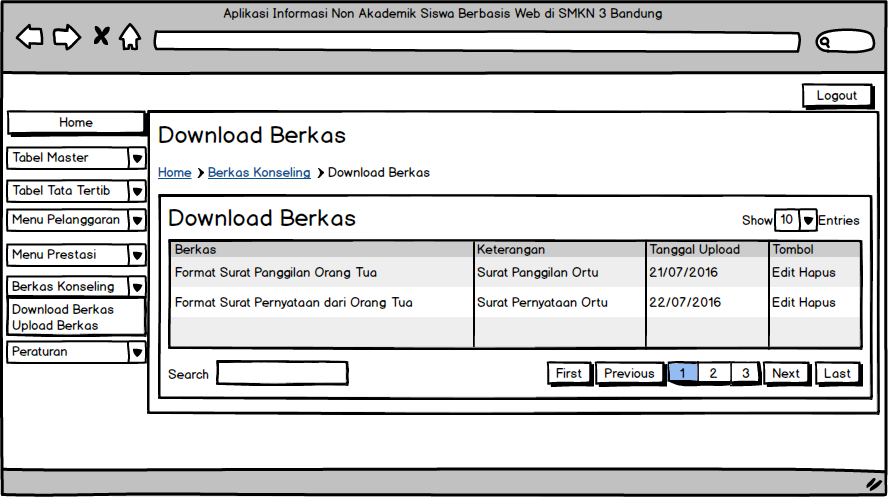 Aplikasi Informasi Non Akademik Siswa Berbasis Web di SMKN 3 Bandung
Logout
Home
Tabel Master
Tabel Tata Tertib
Menu Pelanggaran
Menu Prestasi
Berkas Konseling
Download Berkas
Upload Berkas
Peraturan
Download Berkas
Home Berkas Konseling Download Berkas
Download Berkas
Show 10 Entries
Berkas Keterangan Tanggal Upload Tombol
Format Surat Panggilan Orang Tua Surat Panggilan Ortu 21/07/2016 Edit Hapus
Format Surat Pernyataan dari Orang Tua Surat Pernyataan Ortu 22/07/2016 Edit Hapus
Search First Previous 1 2 3 Next Last